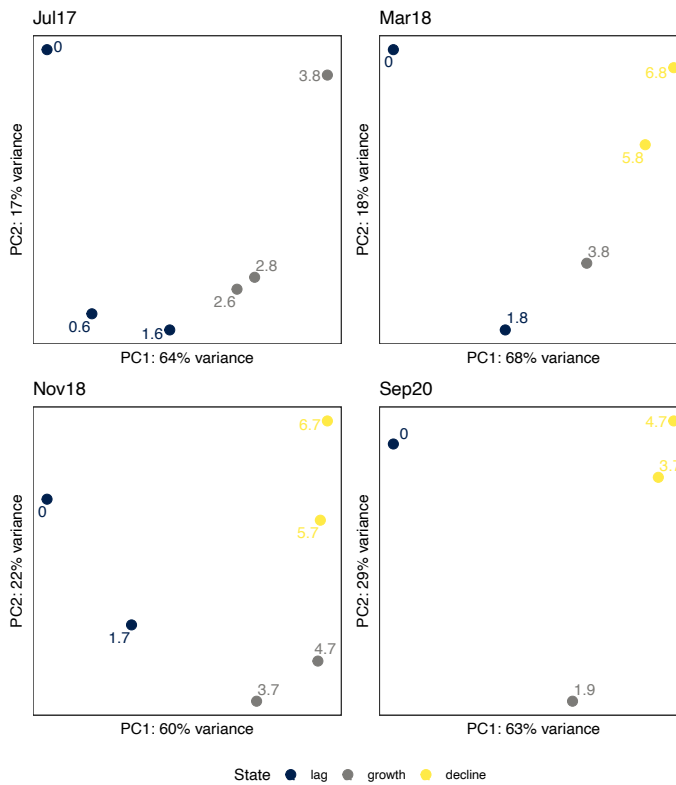 Jul17
0
3.8
2.8
2.6
0.6
1.6
PC2: 17% variance
PC1: 64% variance
Mar18
0
6.8
5.8
3.8
1.8
PC2: 18% variance
PC1: 68% variance
Nov18
6.7
0
5.7
1.7
4.7
3.7
PC2: 22% variance
PC1: 60% variance
Sep20
4.7
0
3.7
1.9
PC2: 29% variance
PC1: 63% variance
State lag growth decline